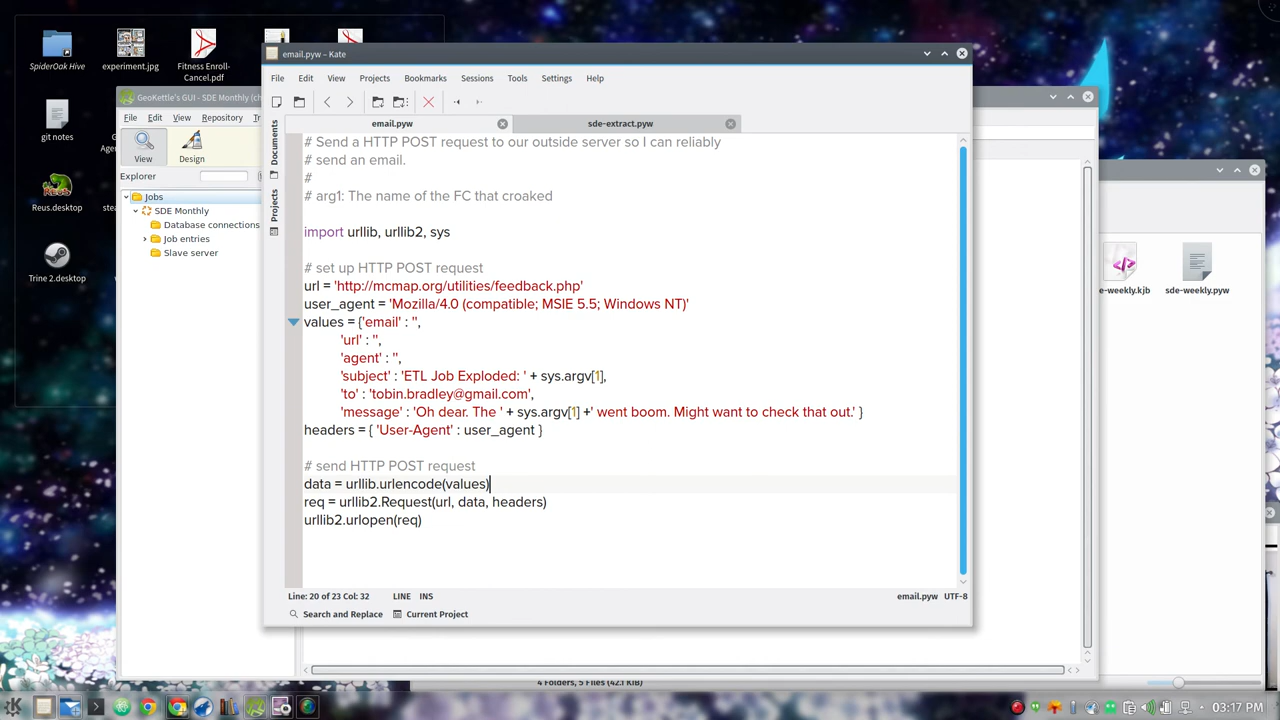 SpiderOak Hive
experiment.jpg
Fitness Enroll-
Cancel.pdf
git notes
Reus.desktop
Trine 2.desktop
GeoKettle's GUI - SDE Monthly
File Edit View Repository
View
Design
Explorer
Jobs
SDE Monthly
Database connections
Job entries
Slave server
email.pyw – Kate
File Edit View Projects Bookmarks Sessions Tools Settings Help
email.pyw
sde-extract.pyw
Documents
Projects
# Send a HTTP POST request to our outside server so I can reliably
# send an email.
#
# arg1: The name of the FC that croaked
import urllib, urllib2, sys
# set up HTTP POST request
url = 'http://mcmap.org/utilities/feedback.php'
user_agent = 'Mozilla/4.0 (compatible; MSIE 5.5; Windows NT)'
values = {'email' : '',
'url' : '',
'agent' : '',
'subject' : 'ETL Job Exploded: ' + sys.argv[1],
'to' : 'tobin.bradley@gmail.com',
'message' : 'Oh dear. The ' + sys.argv[1] +' went boom. Might want to check that out.' }
headers = { 'User-Agent' : user_agent }
# send HTTP POST request
data = urllib.urlencode(values)
req = urllib2.Request(url, data, headers)
urllib2.urlopen(req)
Line: 20 of 23 Col: 32 LINE INS
email.pyw UTF-8
Search and Replace Current Project
e-weekly.kjb
sde-weekly.pyw
4 Folders, 5 Files (42.1 KiB)
03:17 PM